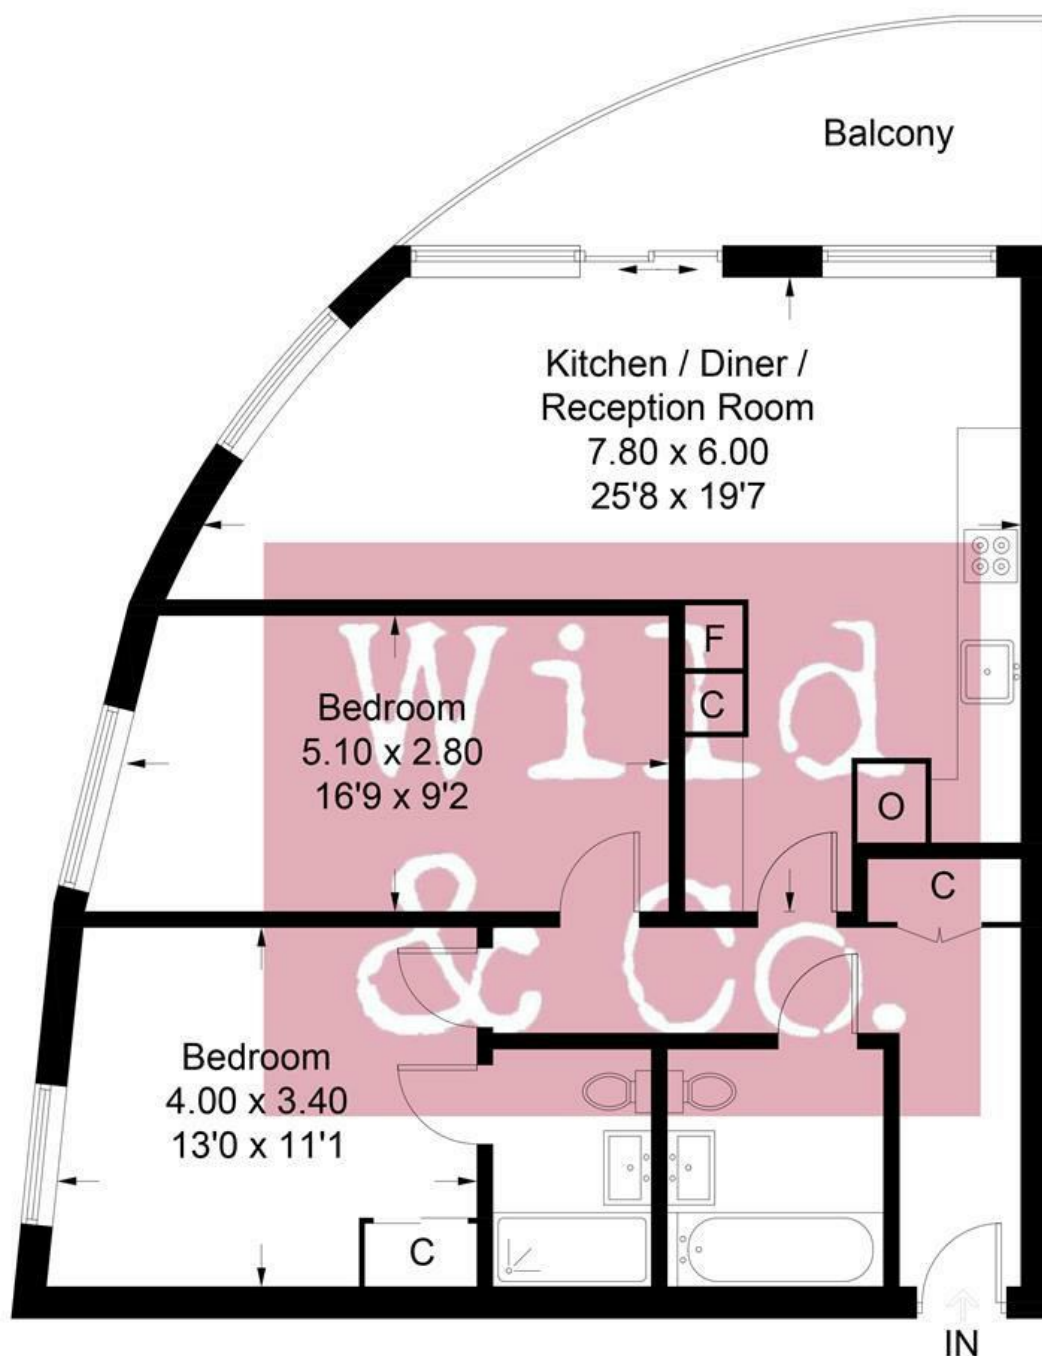 Balcony
Kitchen / Diner /
Reception Room
7.80 x 6.00
25'8 x 19'7
F
C
Wild
& Co.
Bedroom
5.10 x 2.80
16'9 x 9'2
O
C
Bedroom
4.00 x 3.40
13'0 x 11'1
C
IN